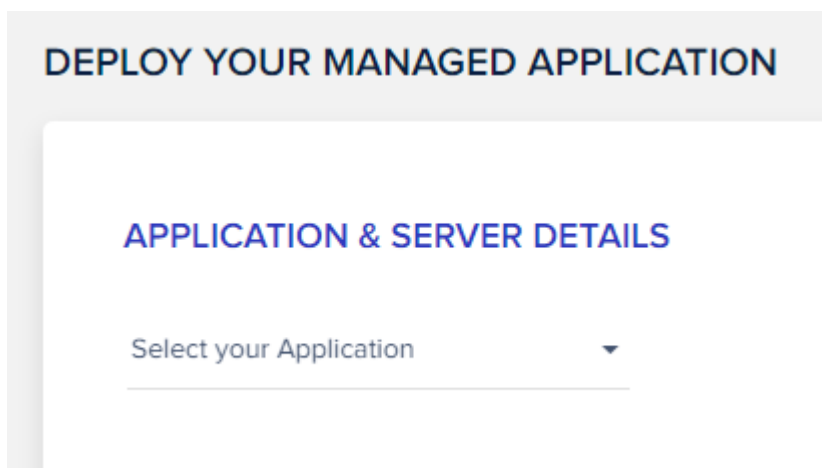 DEPLOY YOUR MANAGED APPLICATION
APPLICATION & SERVER DETAILS
Select your Application